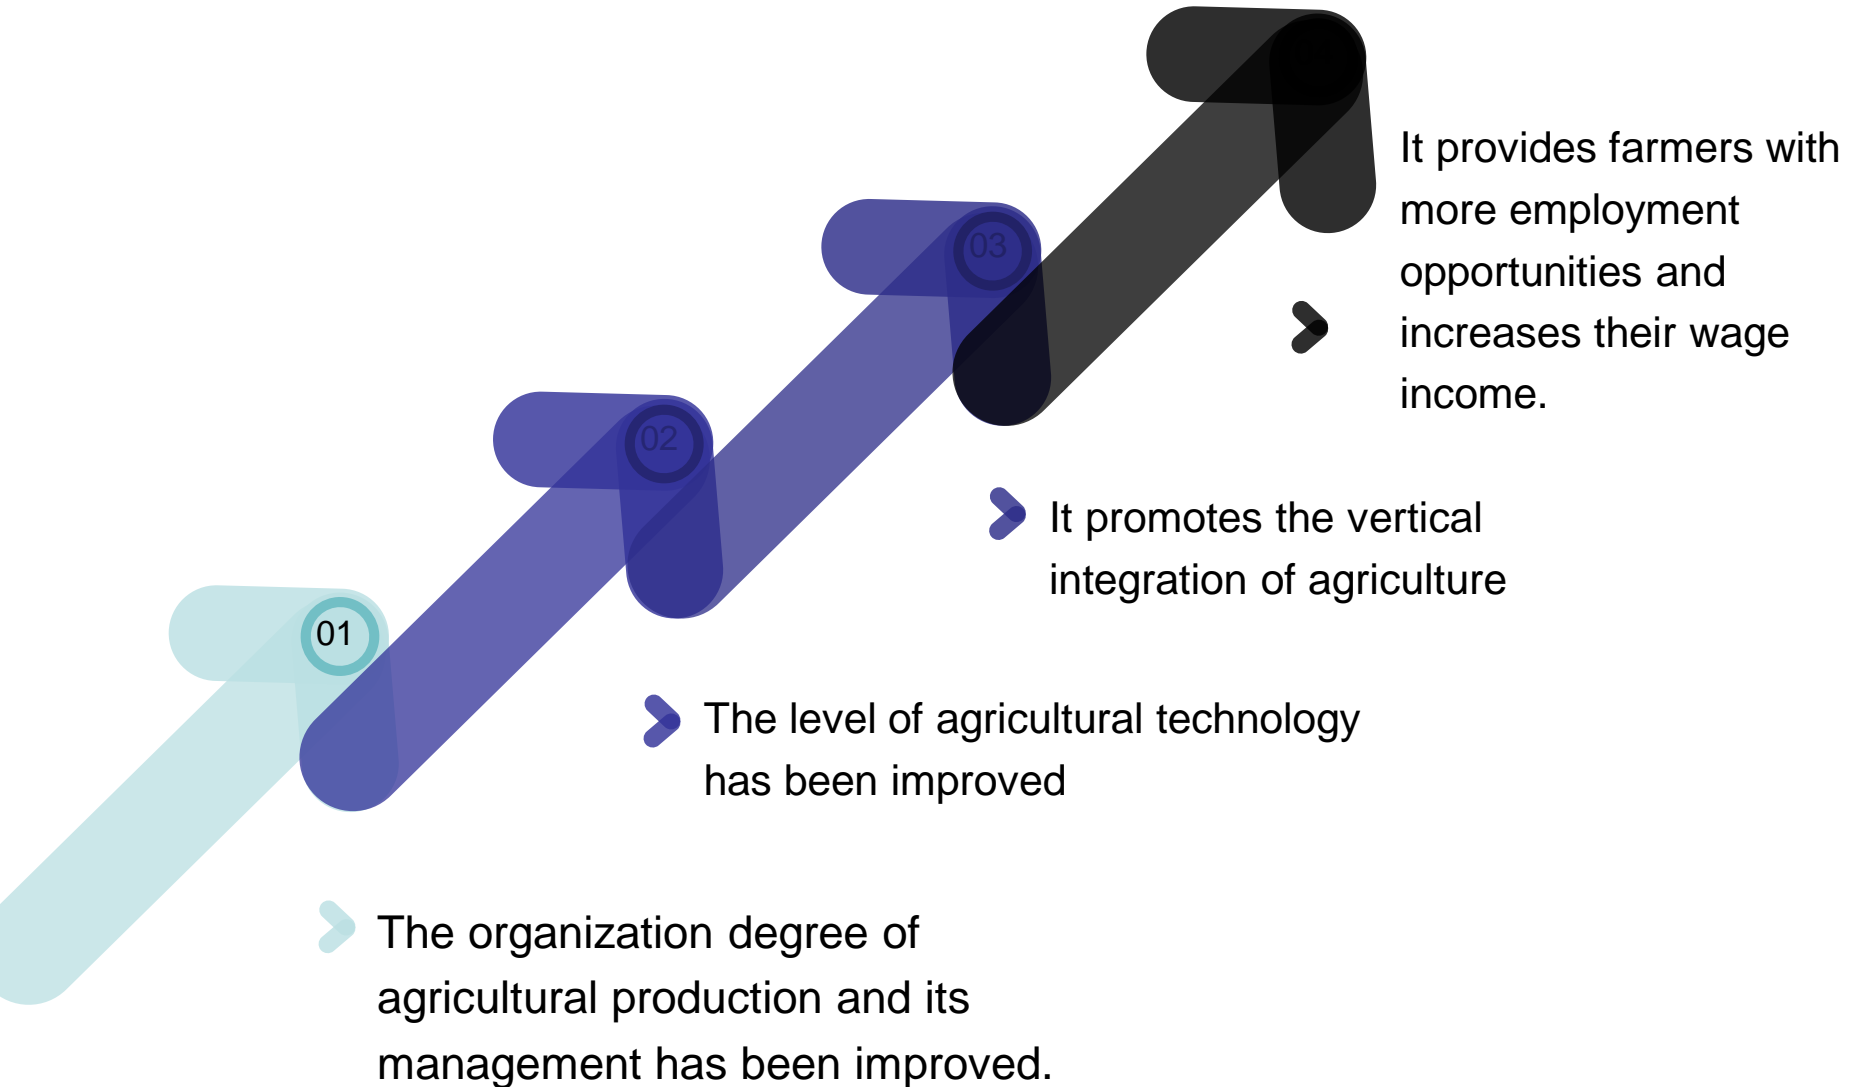 It provides farmers with
more employment
opportunities and
increases their wage
income.
03
02
It promotes the vertical
integration of agriculture
01
The level of agricultural technology
has been improved
The organization degree of
agricultural production and its
management has been improved.